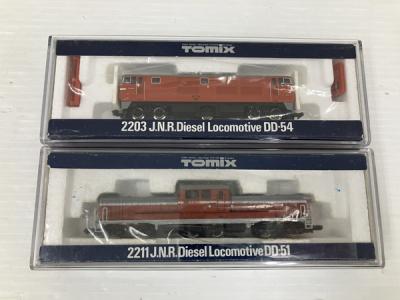 TOMIX
2203 J.N.R.Diesel Locomotive DD-54
TOMIX
2211 J.N.R.Diesel Locomotive DD-51